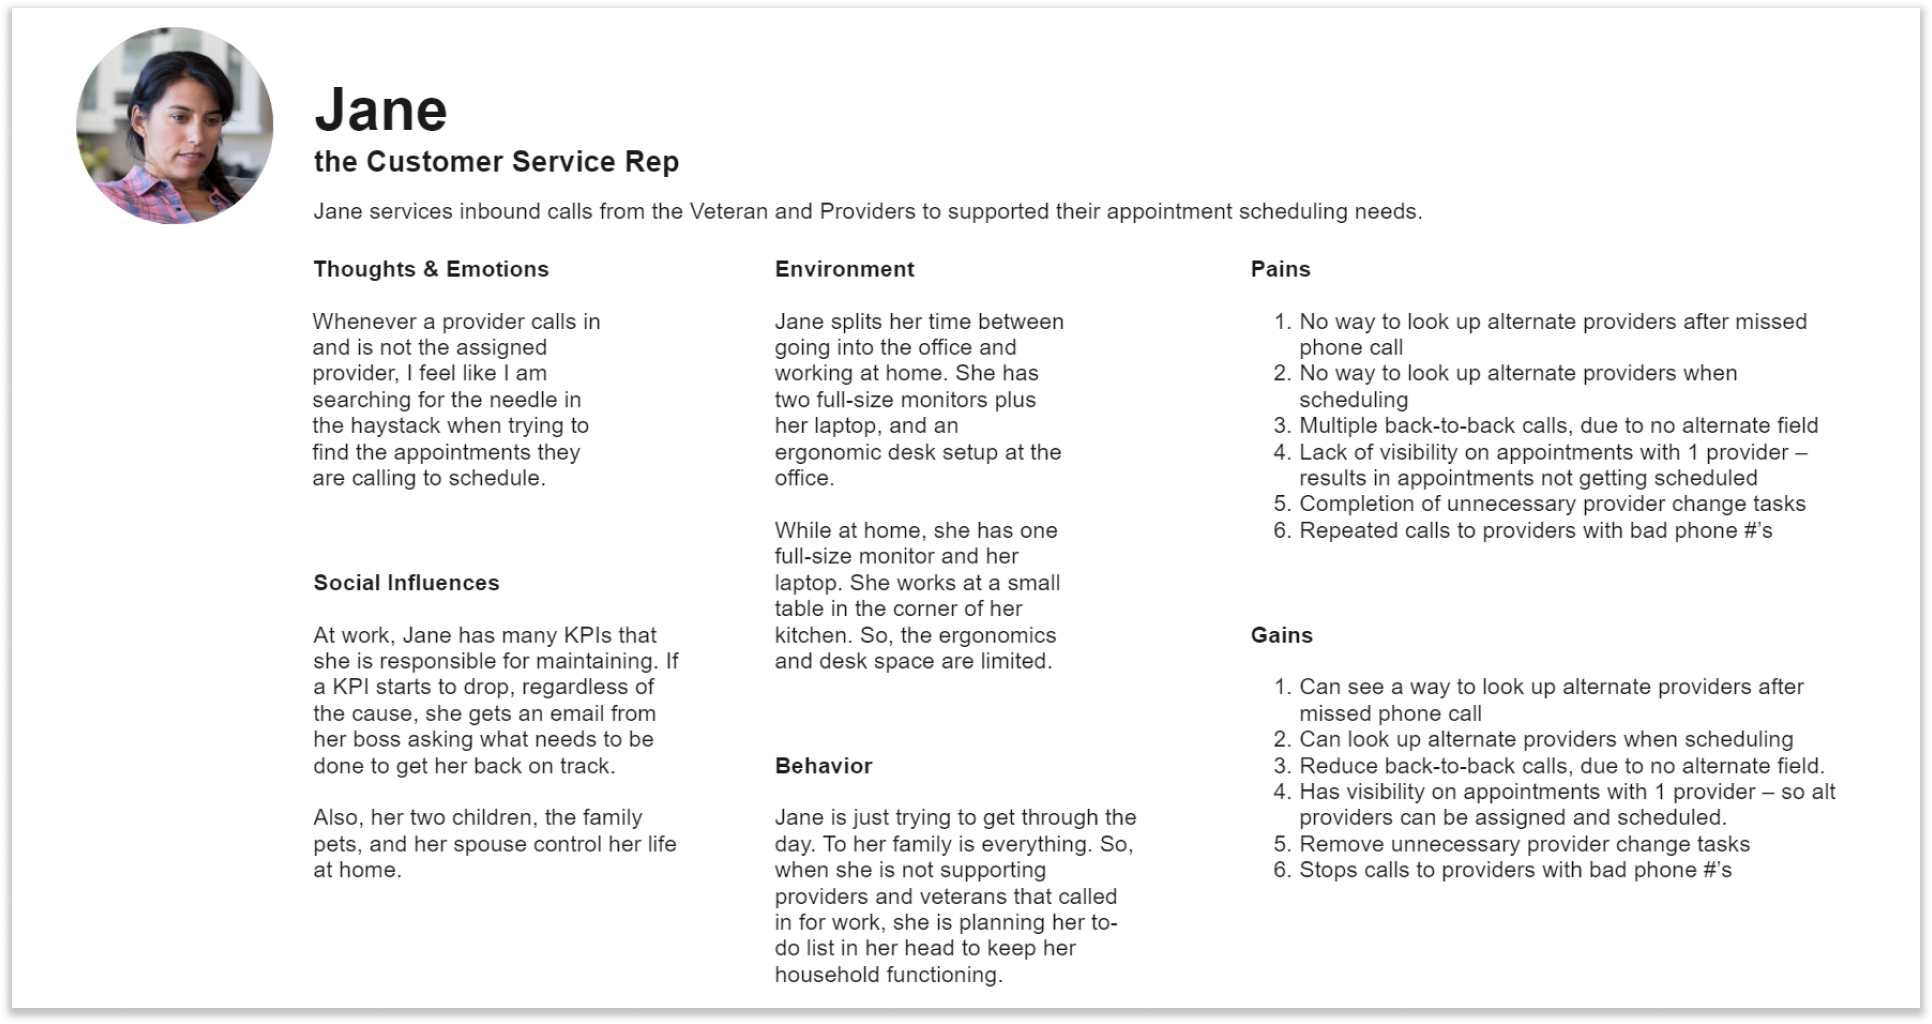 Jane
the Customer Service Rep
Jane services inbound calls from the Veteran and Providers to supported their appointment scheduling needs.
Thoughts & Emotions
Whenever a provider calls in
and is not the assigned
provider, I feel like I am
searching for the needle in
the haystack when trying to
find the appointments they
are calling to schedule.
Social Influences
At work, Jane has many KPIs that
she is responsible for maintaining. If
a KPI starts to drop, regardless of
the cause, she gets an email from
her boss asking what needs to be
done to get her back on track.
Also, her two children, the family
pets, and her spouse control her life
at home.
Environment
Jane splits her time between
going into the office and
working at home. She has
two full-size monitors plus
her laptop, and an
ergonomic desk setup at the
office.
While at home, she has one
full-size monitor and her
laptop. She works at a small
table in the corner of her
kitchen. So, the ergonomics
and desk space are limited.
Behavior
Jane is just trying to get through the
day. To her family is everything. So,
when she is not supporting
providers and veterans that called
in for work, she is planning her to-
do list in her head to keep her
household functioning.
Pains
1. No way to look up alternate providers after missed
phone call
2. No way to look up alternate providers when
scheduling
3. Multiple back-to-back calls, due to no alternate field
4. Lack of visibility on appointments with 1 provider –
results in appointments not getting scheduled
5. Completion of unnecessary provider change tasks
6. Repeated calls to providers with bad phone #’s
Gains
1. Can see a way to look up alternate providers after
missed phone call
2. Can look up alternate providers when scheduling
3. Reduce back-to-back calls, due to no alternate field.
4. Has visibility on appointments with 1 provider – so alt
providers can be assigned and scheduled.
5. Remove unnecessary provider change tasks
6. Stops calls to providers with bad phone #’s